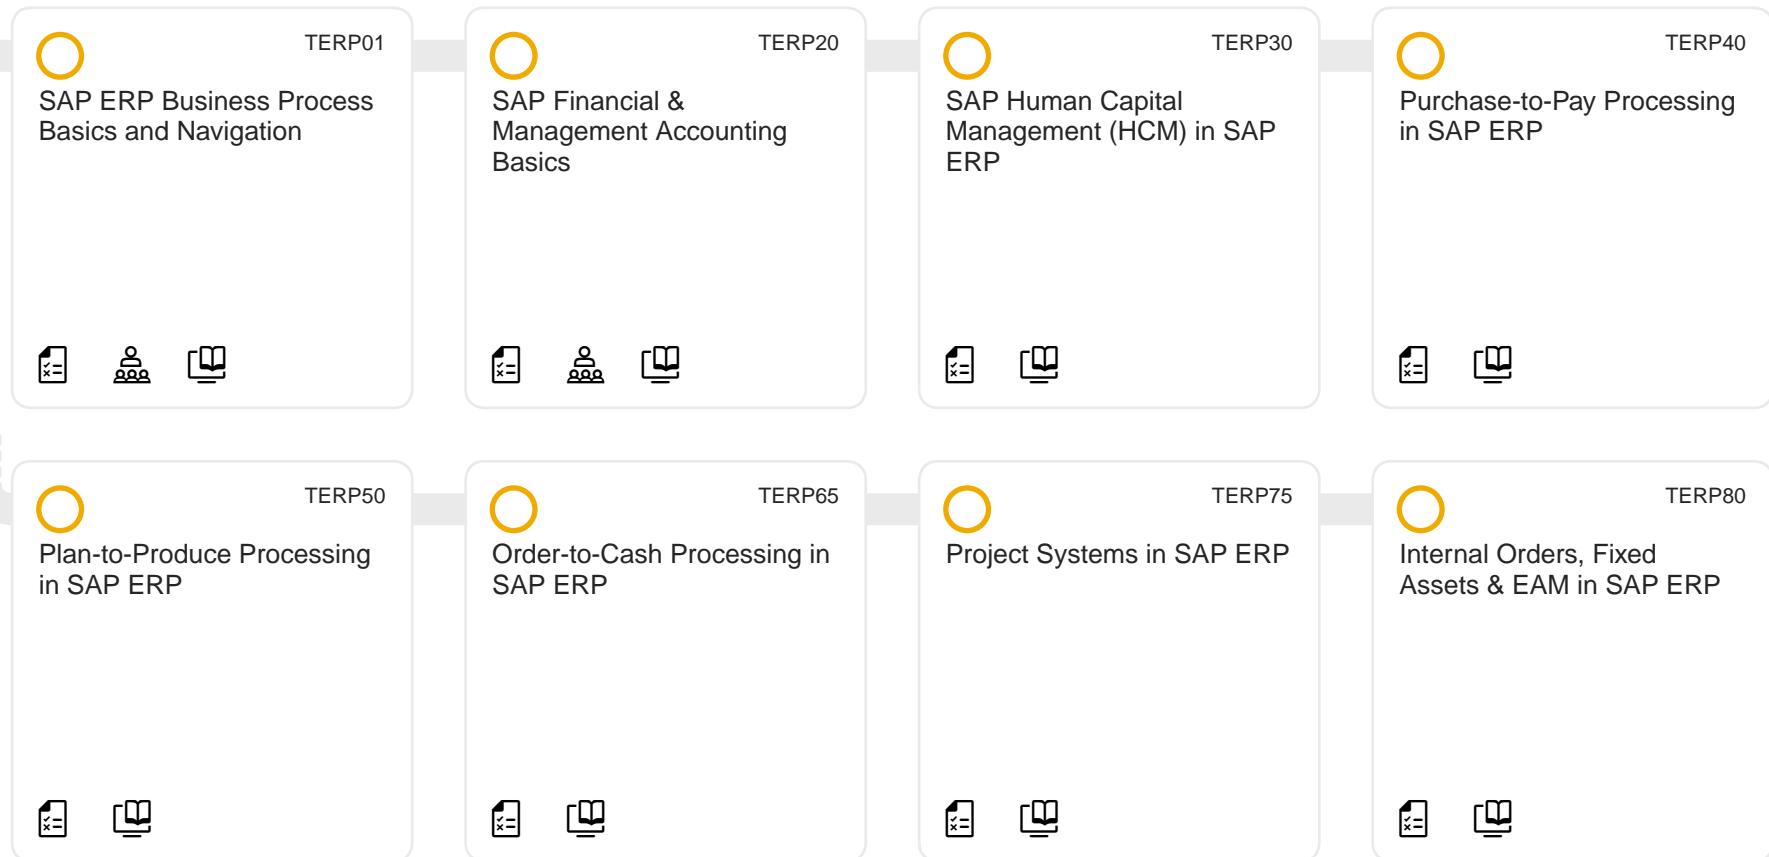 TERP01
SAP ERP Business Process
Basics and Navigation
TERP20
SAP Financial &
Management Accounting
Basics
TERP30
SAP Human Capital
Management (HCM) in SAP
ERP
TERP40
Purchase-to-Pay Processing
in SAP ERP
TERP50
Plan-to-Produce Processing
in SAP ERP
TERP65
Order-to-Cash Processing in
SAP ERP
TERP75
Project Systems in SAP ERP
TERP80
Internal Orders, Fixed
Assets & EAM in SAP ERP